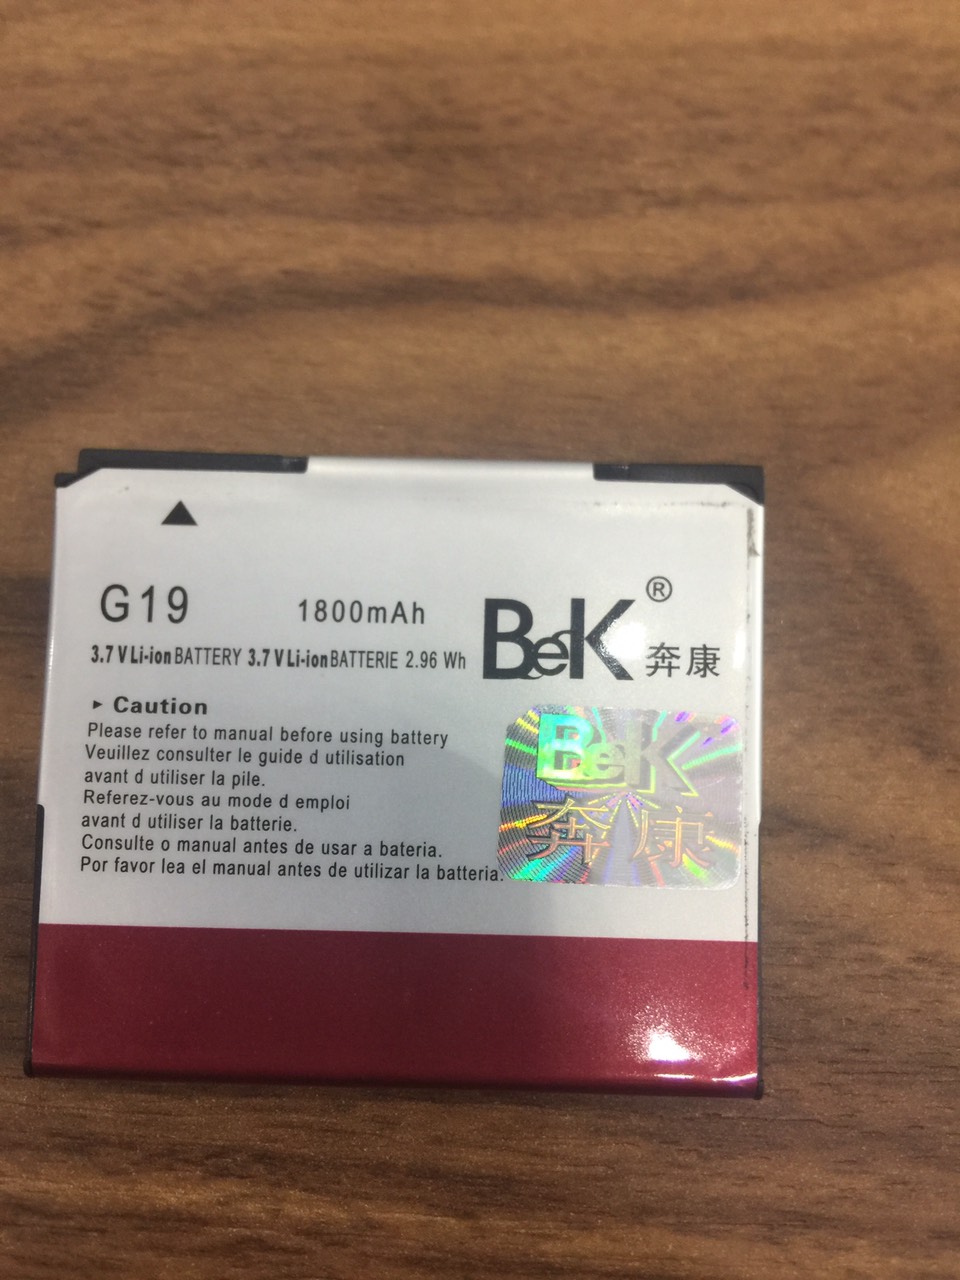 G19
1800mAh
BeK®
奔康
3.7 V Li-ion BATTERY 3.7 V Li-ion BATTERIE 2.96 Wh
▸ Caution
Please refer to manual before using battery
Veuillez consulter le guide d utilisation
avant d utiliser la pile.
Referez-vous au mode d emploi
avant d utiliser la batterie.
Consulte o manual antes de usar a bateria.
Por favor lea el manual antes de utilizar la batteria.
BeK
奔康